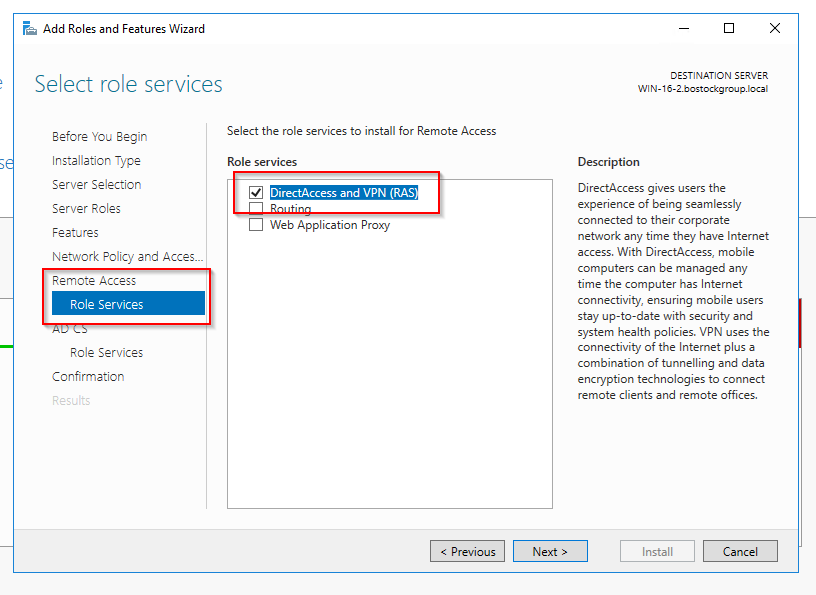 Add Roles and Features Wizard
Select role services
DESTINATION SERVER
WIN-16-2.bostockgroup.local
Before You Begin
Installation Type
Server Selection
Server Roles
Features
Network Policy and Acces...
Remote Access
Role Services
AD CS
Role Services
Confirmation
Results
Select the role services to install for Remote Access
Role services
DirectAccess and VPN (RAS)
Routing
Web Application Proxy
Description
DirectAccess gives users the
experience of being seamlessly
connected to their corporate
network any time they have Internet
access. With DirectAccess, mobile
computers can be managed any
time the computer has Internet
connectivity, ensuring mobile users
stay up-to-date with security and
system health policies. VPN uses the
connectivity of the Internet plus a
combination of tunnelling and data
encryption technologies to connect
remote clients and remote offices.
< Previous
Next >
Install
Cancel